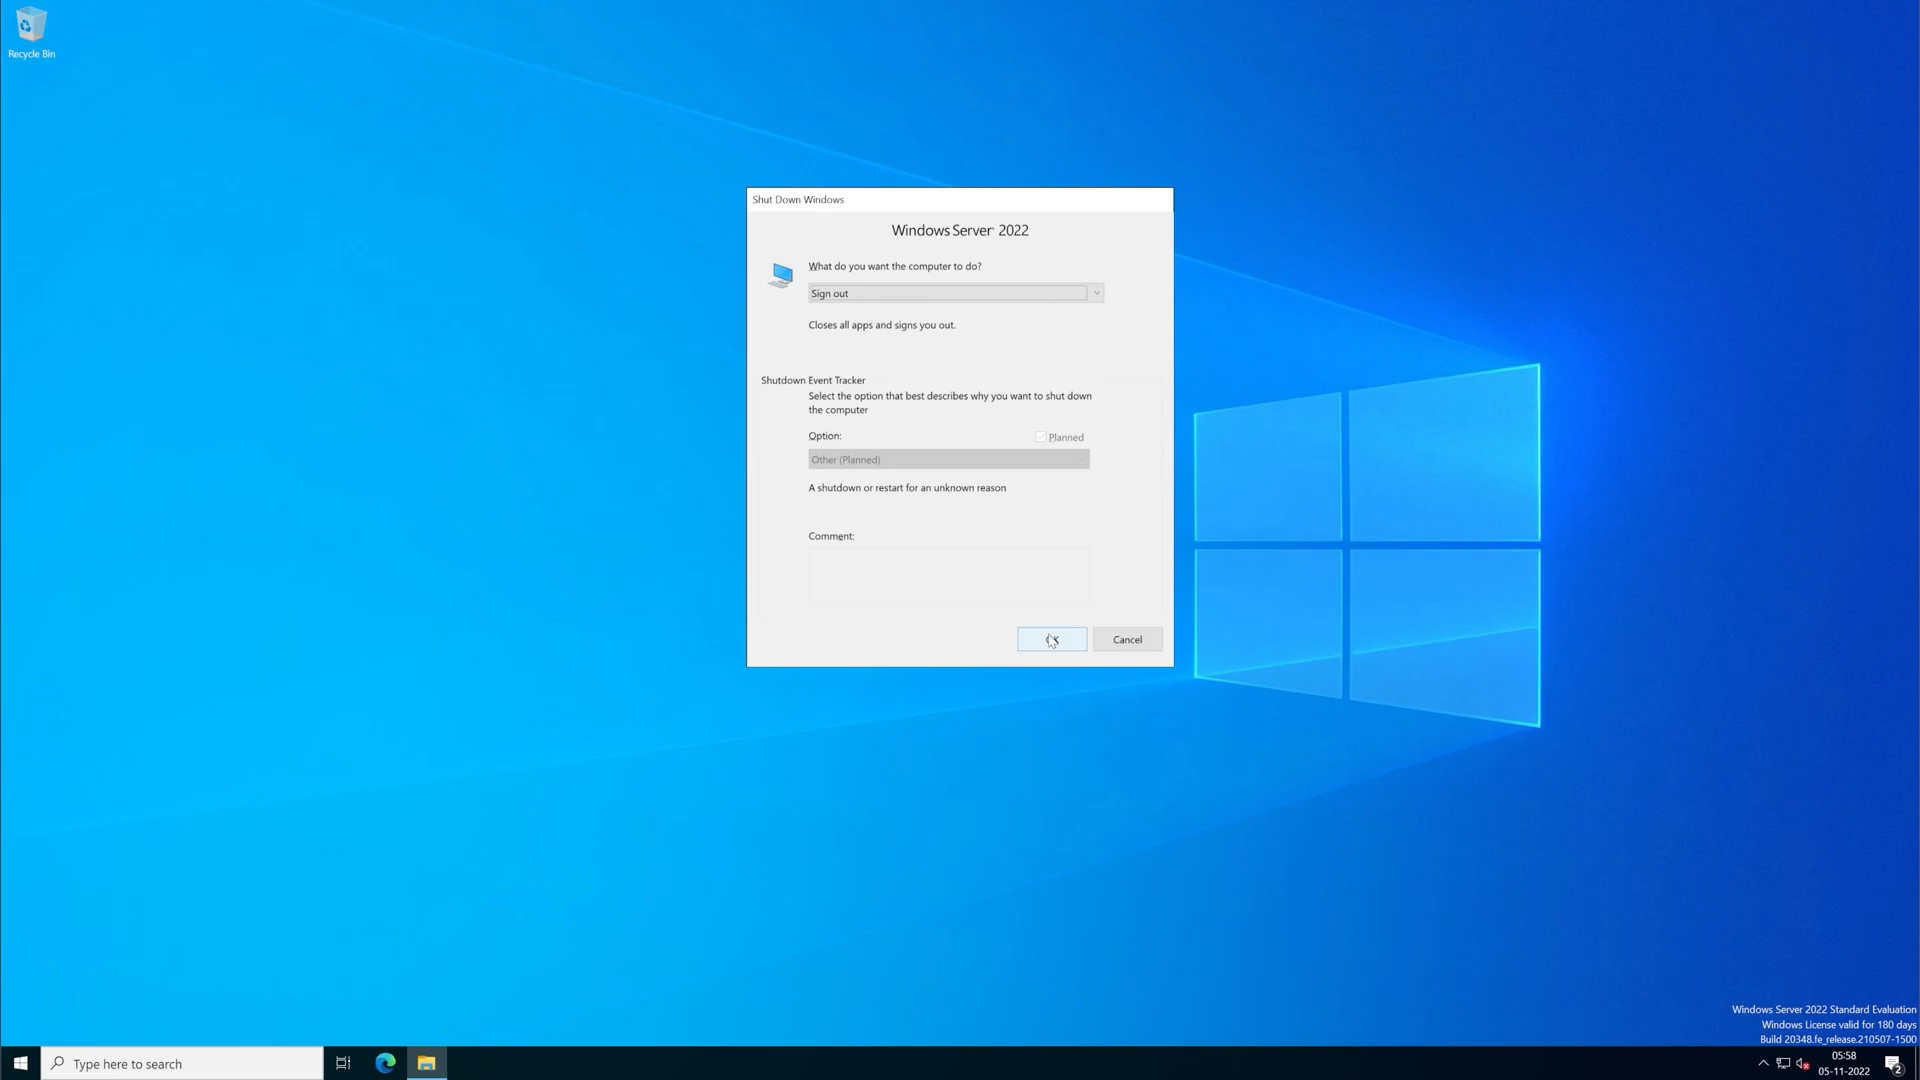 Recycle Bin
Shut Down Windows
Windows Server 2022
What do you want the computer to do?
Sign out
Closes all apps and signs you out.
Shutdown Event Tracker
Select the option that best describes why you want to shut down
the computer
Option:
Planned
Other (Planned)
A shutdown or restart for an unknown reason
Comment:
OK
Cancel
Windows Server 2022 Standard Evaluation
Windows License valid for 180 days
Build 20348.fe_release.210507-1500
Type here to search
05:58
05-11-2022
2